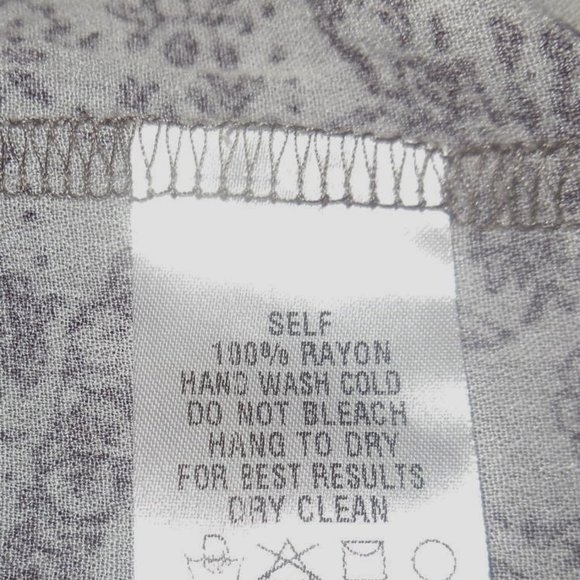 SELF
100% RAYON
HAND WASH COLD
DO NOT BLEACH
HANG TO DRY
FOR BEST RESULTS
DRY CLEAN